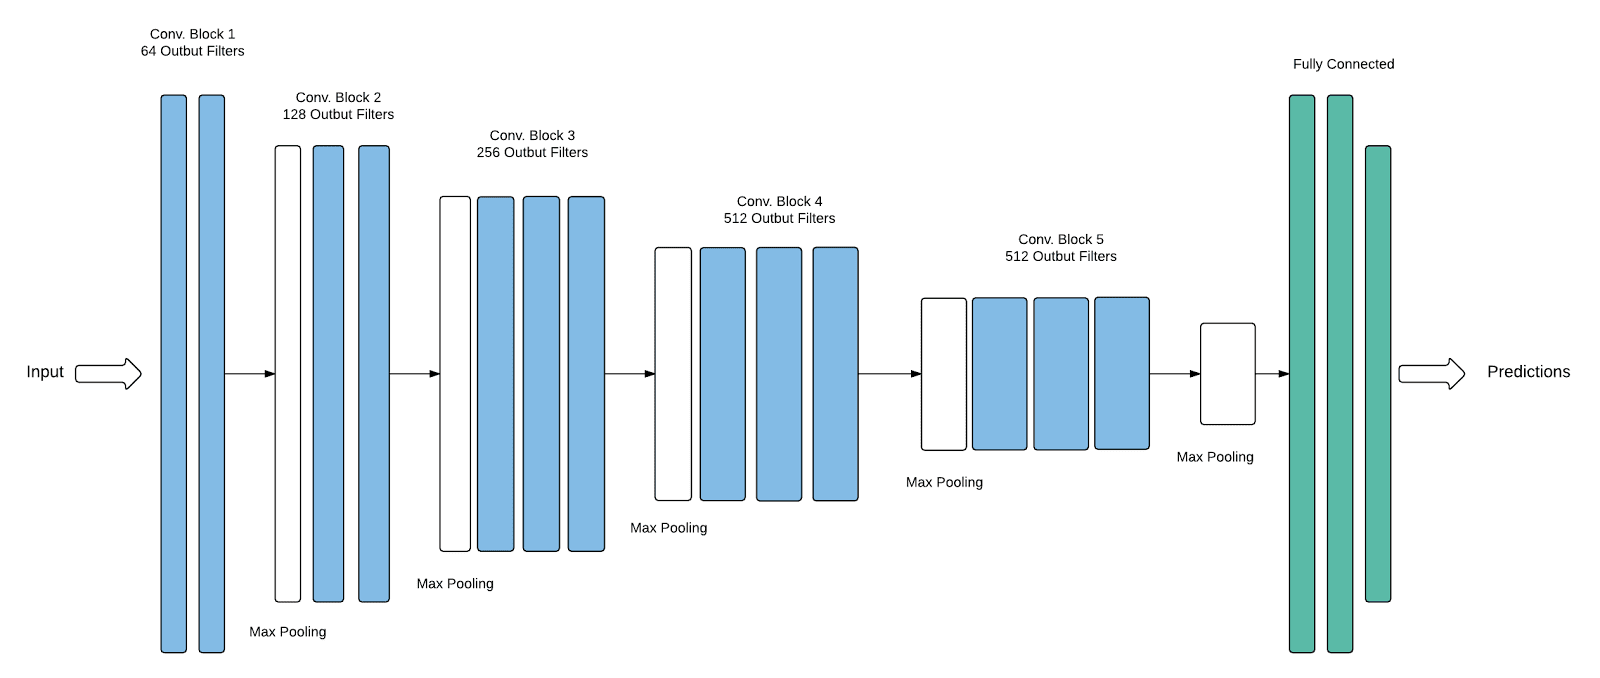 Conv. Block 1
64 Outbut Filters
Conv. Block 2
128 Outbut Filters
Conv. Block 3
256 Outbut Filters
Conv. Block 4
512 Outbut Filters
Conv. Block 5
512 Outbut Filters
Fully Connected
Input
Predictions
Max Pooling
Max Pooling
Max Pooling
Max Pooling
Max Pooling